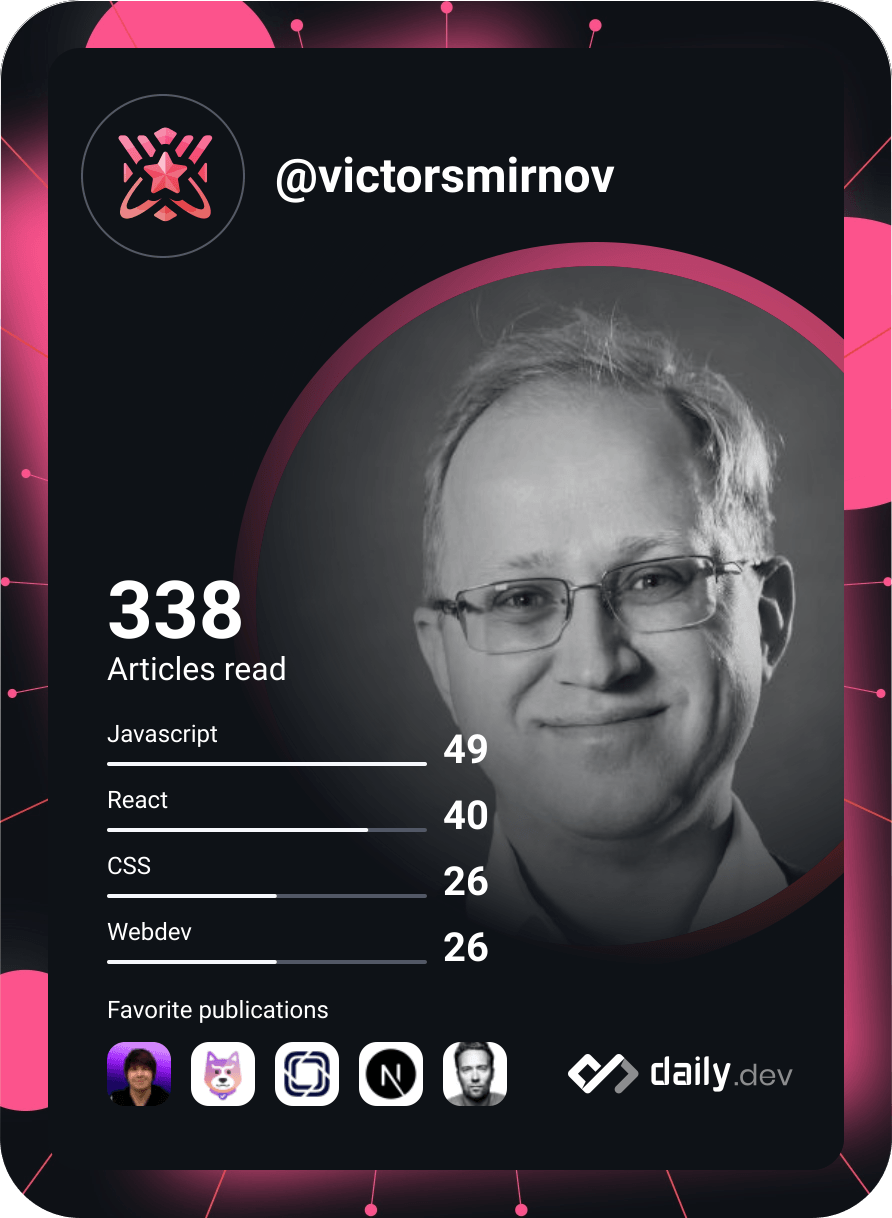 @victorsmirnov
338
Articles read
Javascript
49
React
40
CSS
26
Webdev
26
Favorite publications
N
daily.dev